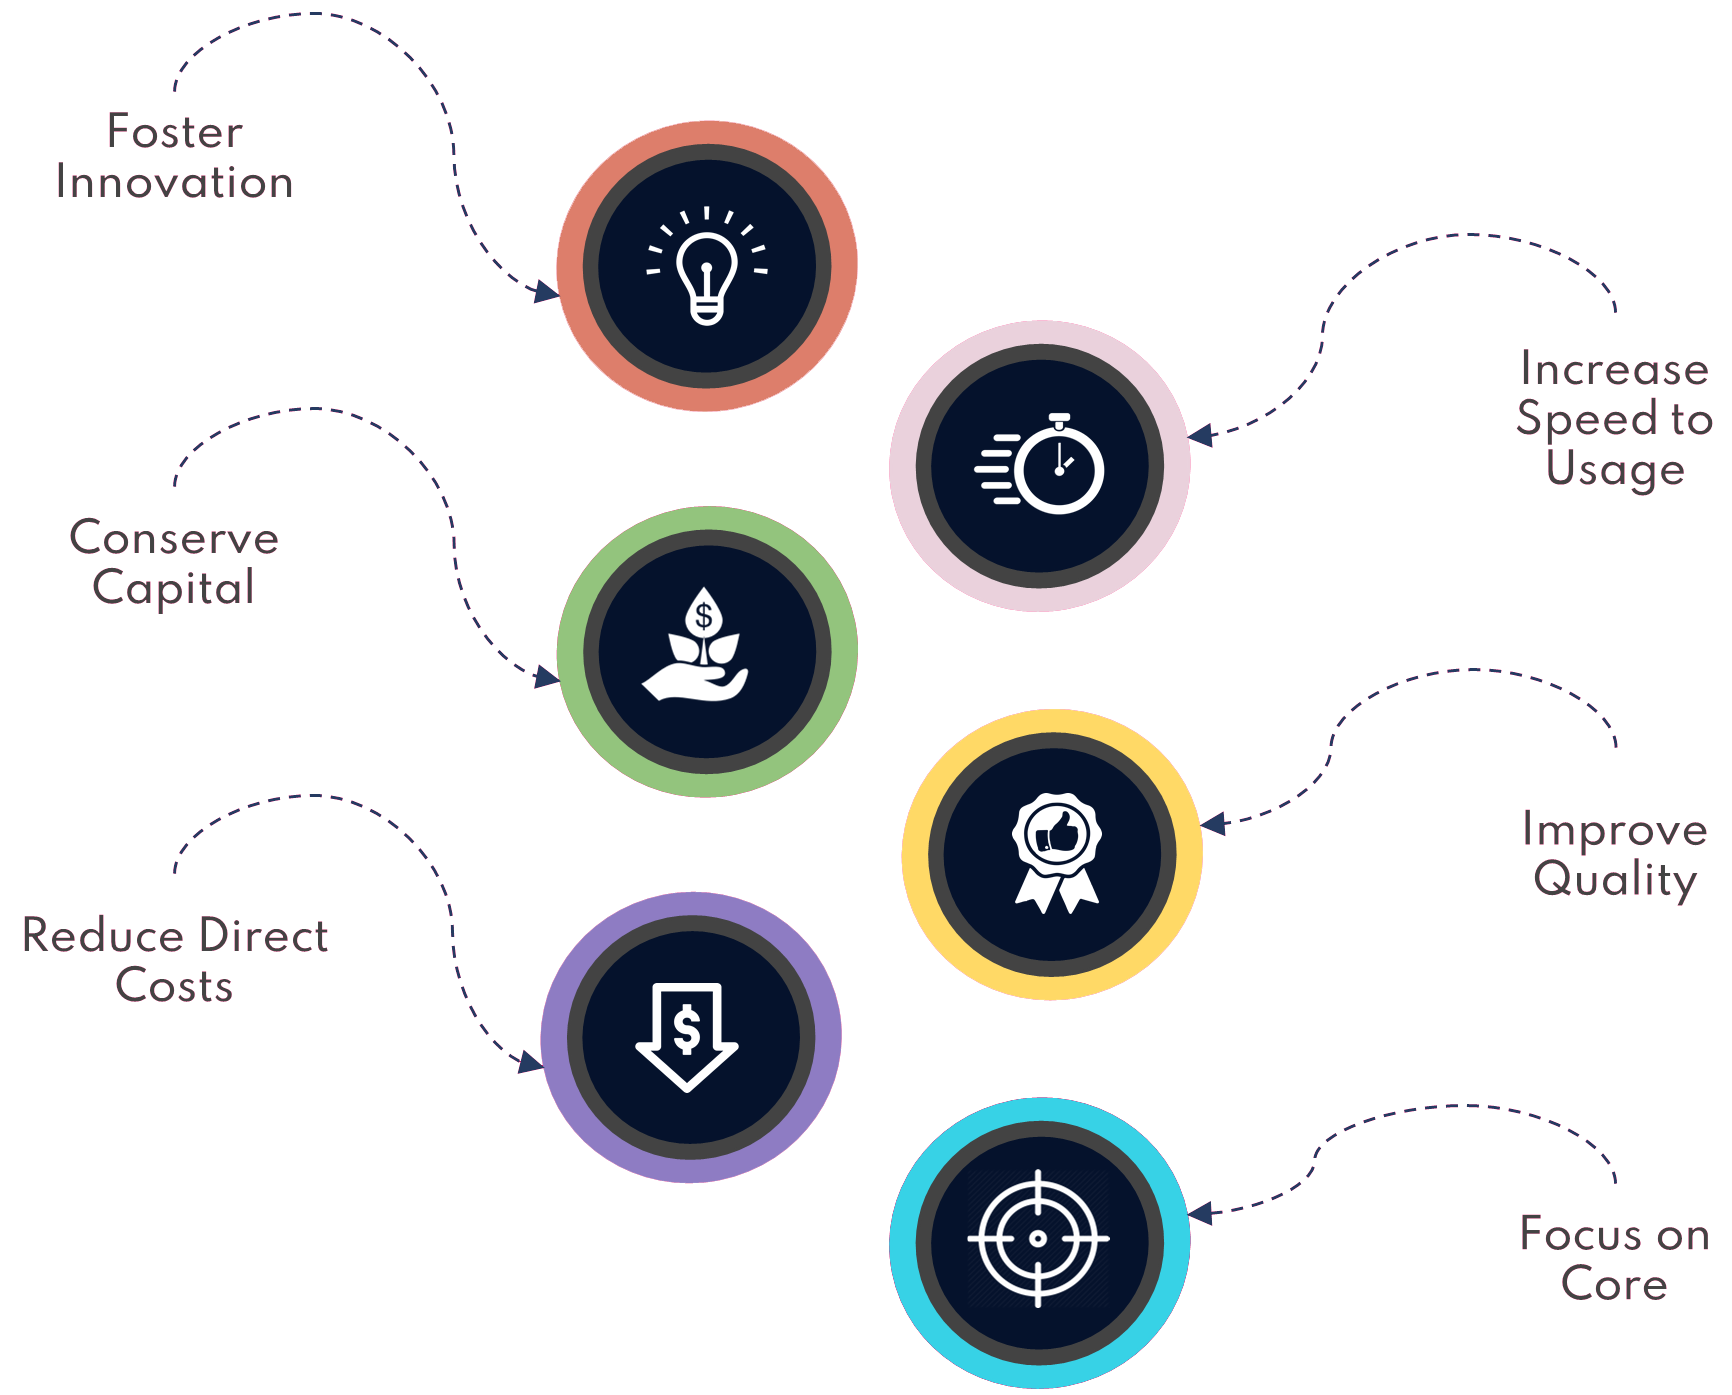 Foster
Innovation
Increase
Speed to
Usage
Conserve
Capital
$
Improve
Quality
Reduce Direct
Costs
$
Focus on
Core